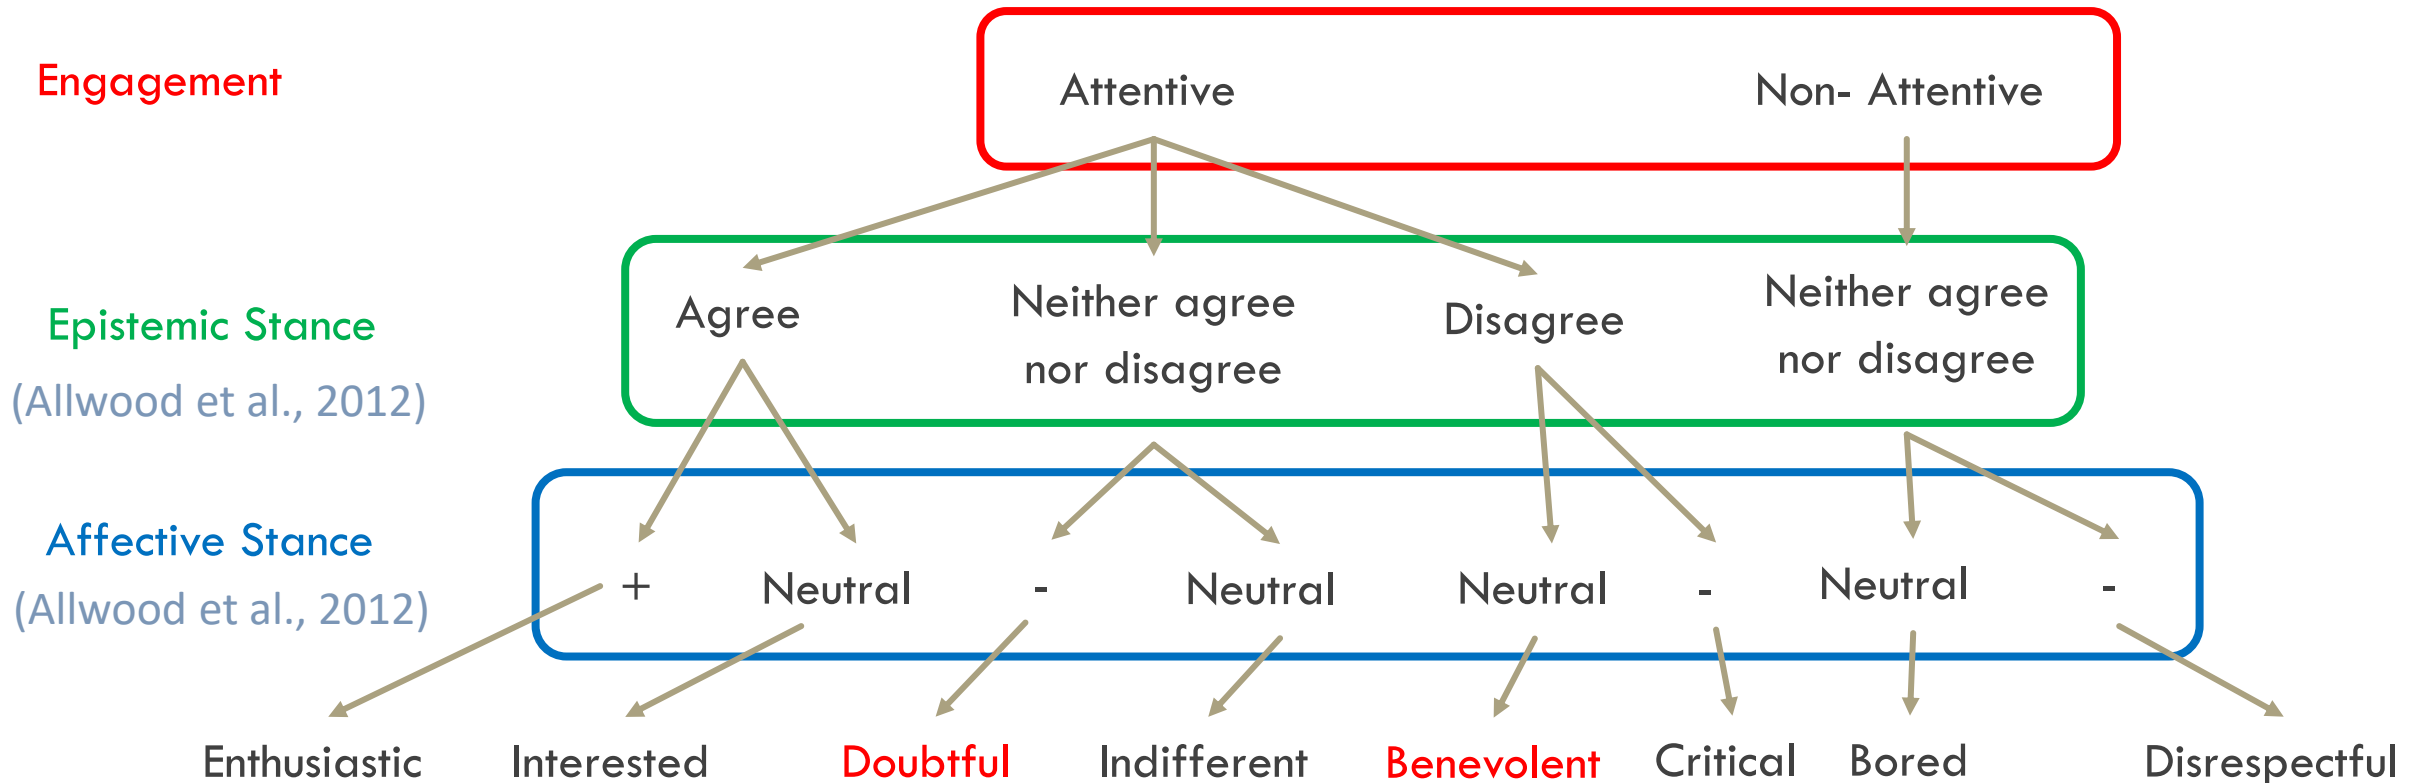 Engagement
Attentive
Non- Attentive
Epistemic Stance
(Allwood et al., 2012)
Agree
Neither agree
nor disagree
Disagree
Neither agree
nor disagree
Affective Stance
(Allwood et al., 2012)
+
Neutral
-
Neutral
Neutral
-
Neutral
-
Enthusiastic
Interested
Doubtful
Indifferent
Benevolent
Critical
Bored
Disrespectful